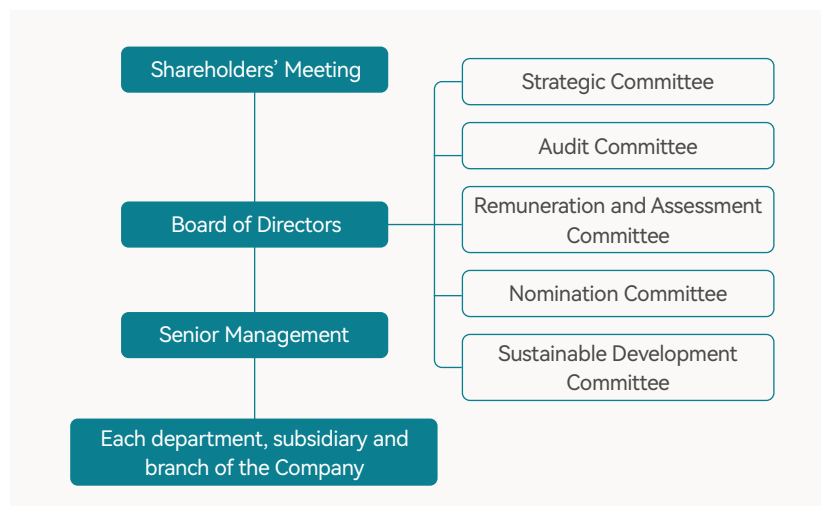 Shareholders’ Meeting
Board of Directors
Senior Management
Each department, subsidiary and
branch of the Company
Strategic Committee
Audit Committee
Remuneration and Assessment
Committee
Nomination Committee
Sustainable Development
Committee